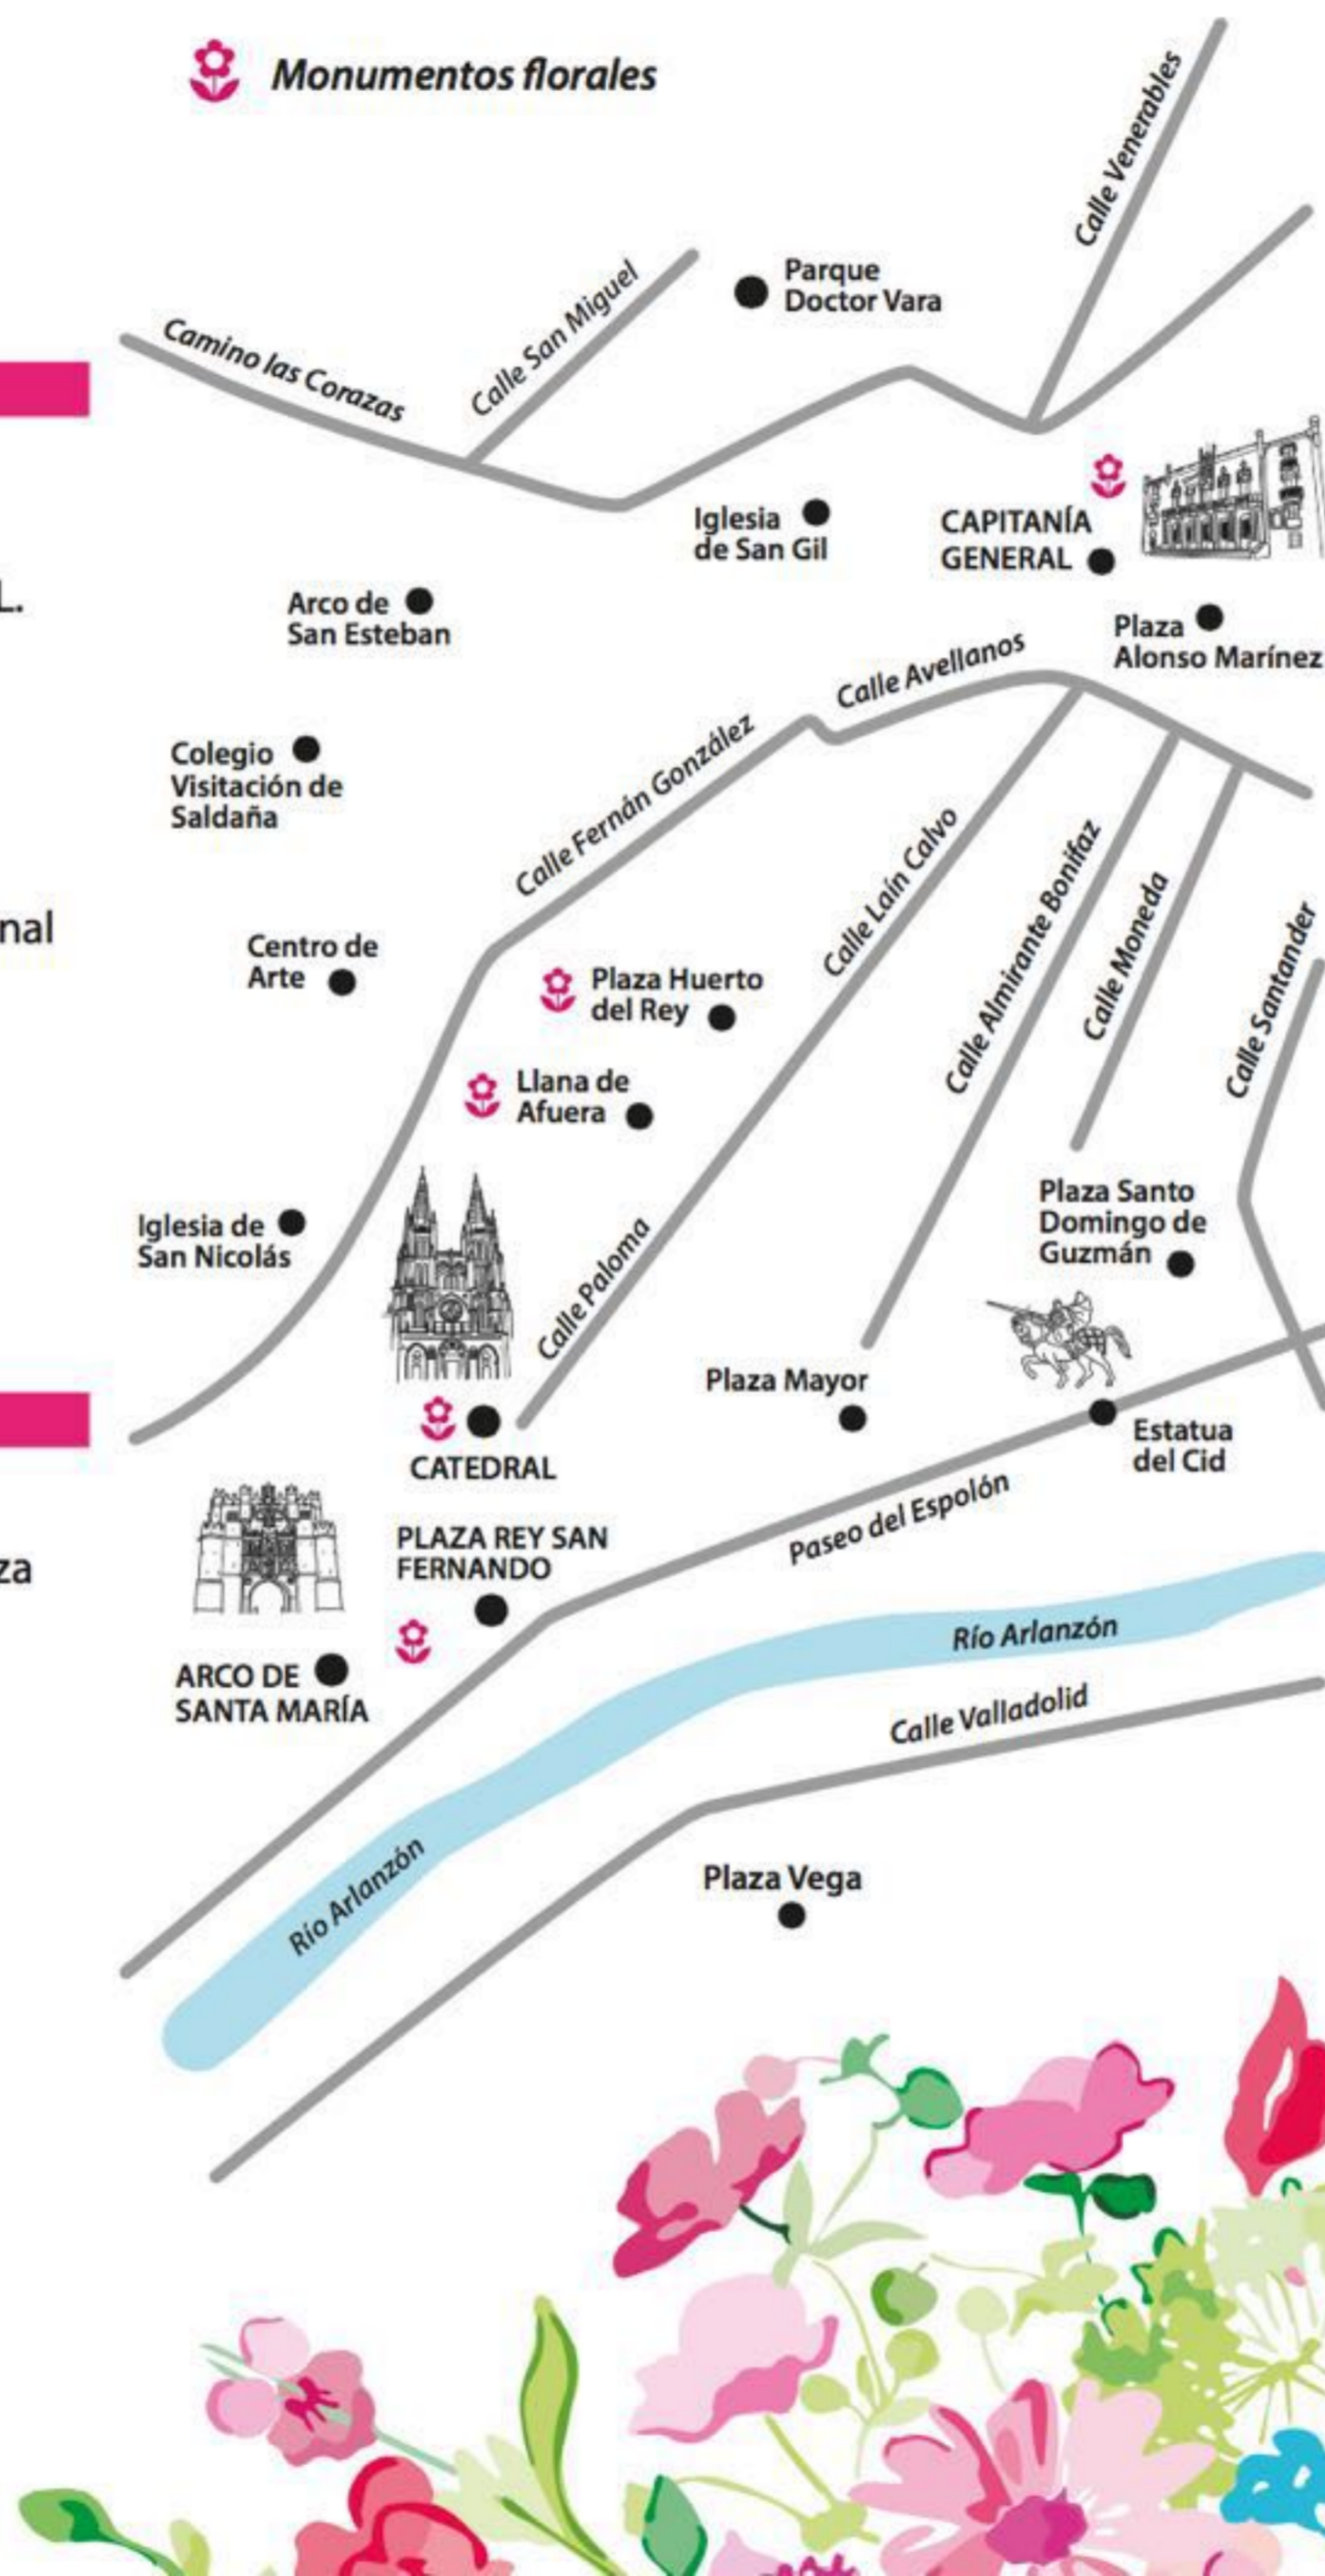 Monumentos florales
Calle Venerables
Parque
Doctor Vara
Calle San Miguel
Camino las Corazas
Iglesia
de San Gil
CAPITANÍA
GENERAL
L.
Arco de
San Esteban
Plaza
Alonso Marínez
Calle Avellanos
Colegio
Visitación de
Saldaña
Calle Fernán González
Calle Laín Calvo
Calle Almirante Bonifaz
Calle Moneda
Calle Santander
nal
Centro de
Arte
Plaza Huerto
del Rey
Llana de
Afuera
Iglesia de
San Nicolás
Calle Paloma
Plaza Santo
Domingo de
Guzmán
Plaza Mayor
Estatua
del Cid
CATEDRAL
Paseo del Espolón
PLAZA REY SAN
FERNANDO
za
Río Arlanzón
ARCO DE
SANTA MARÍA
Calle Valladolid
Río Arlanzón
Plaza Vega